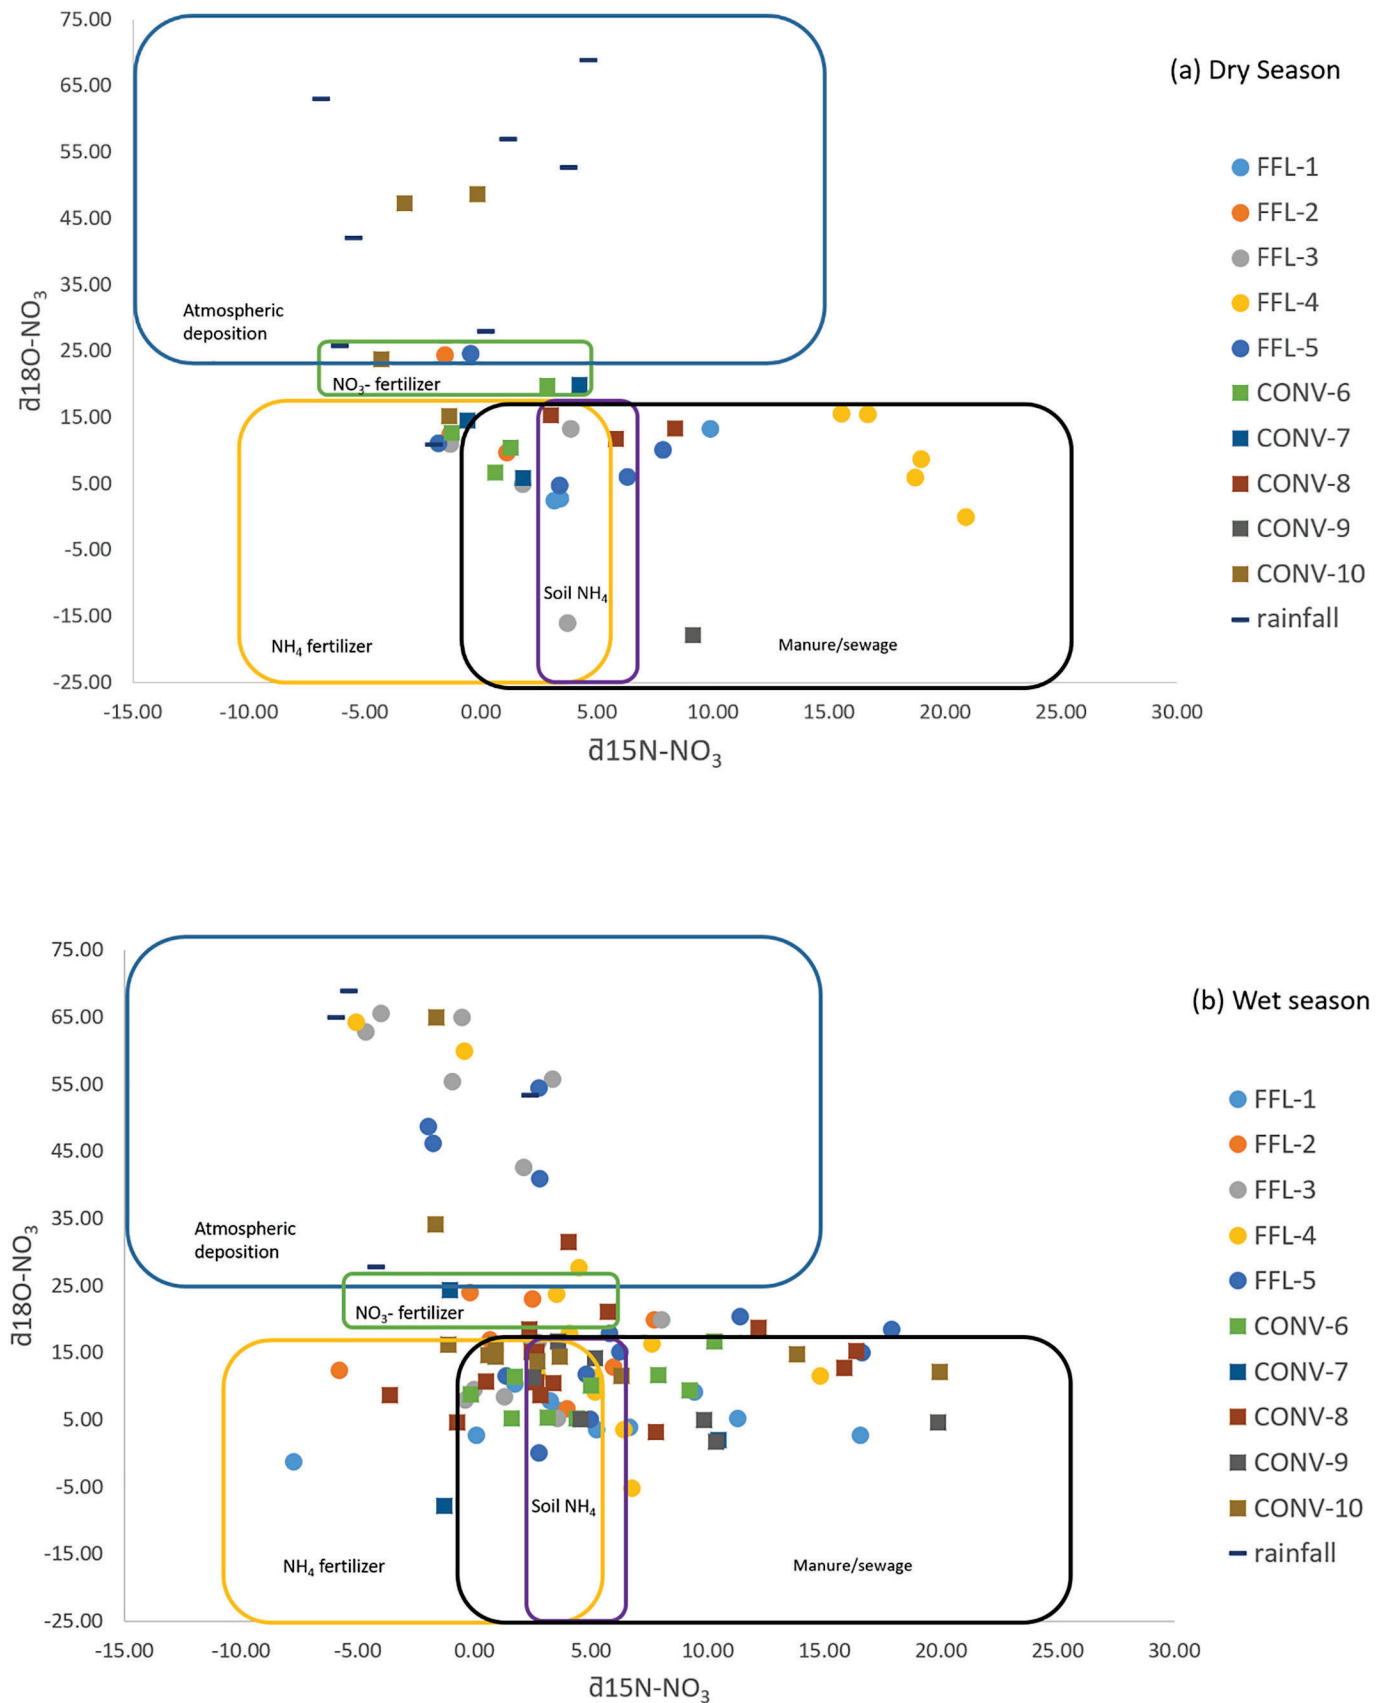 75.00
65.00
55.00
45.00
35.00
25.00
15.00
5.00
-5.00
-15.00
-25.00
đ18O-NO3
(a) Dry Season
Atmospheric
deposition
NO3- fertilizer
Soil NH4
NH4 fertilizer
Manure/sewage
-15.00 -10.00 -5.00 0.00 5.00 10.00 15.00 20.00 25.00 30.00
đ15N-NO3
FFL-1
FFL-2
FFL-3
FFL-4
FFL-5
CONV-6
CONV-7
CONV-8
CONV-9
CONV-10
rainfall
75.00
65.00
55.00
45.00
35.00
25.00
15.00
5.00
-5.00
-15.00
-25.00
đ18O-NO3
(b) Wet season
Atmospheric
deposition
NO3- fertilizer
Soil NH4
NH4 fertilizer
Manure/sewage
-15.00 -10.00 -5.00 0.00 5.00 10.00 15.00 20.00 25.00 30.00
đ15N-NO3
FFL-1
FFL-2
FFL-3
FFL-4
FFL-5
CONV-6
CONV-7
CONV-8
CONV-9
CONV-10
rainfall